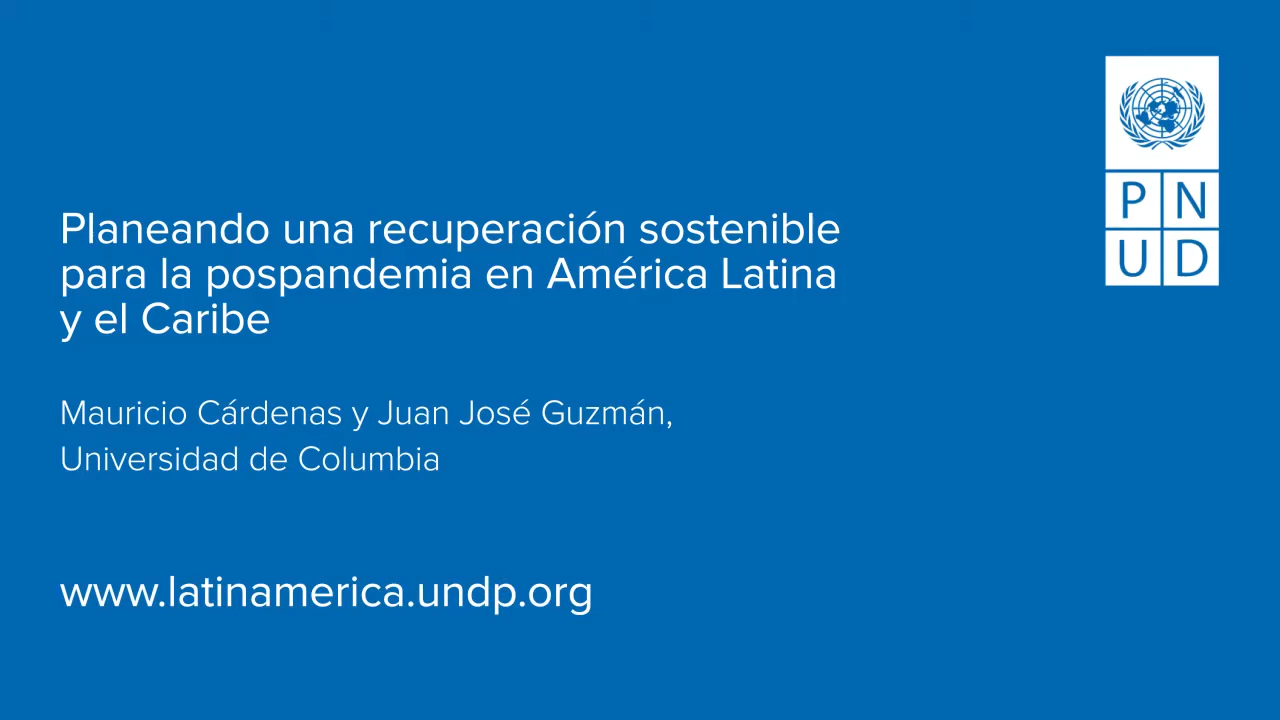 Planeando una recuperación sostenible
para la pospandemia en América Latina
y el Caribe
Mauricio Cárdenas y Juan José Guzmán,
Universidad de Columbia
www.latinamerica.undp.org
P N
U D